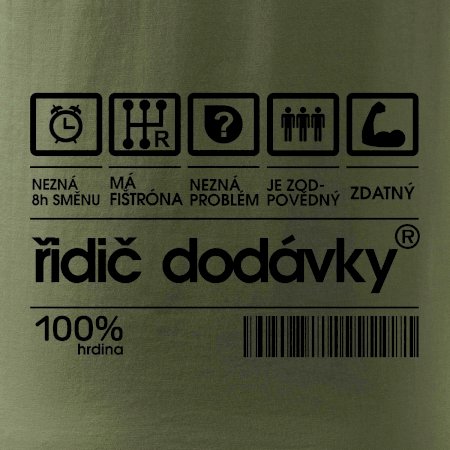 R
?
NEZNÁ
8h SMĚNU
MÁ
FIŠTRÓNA
NEZNÁ
PROBLÉM
JE ZOD-
POVĚDNÝ
ZDATNÝ
řidič dodávky®
100%
hrdina